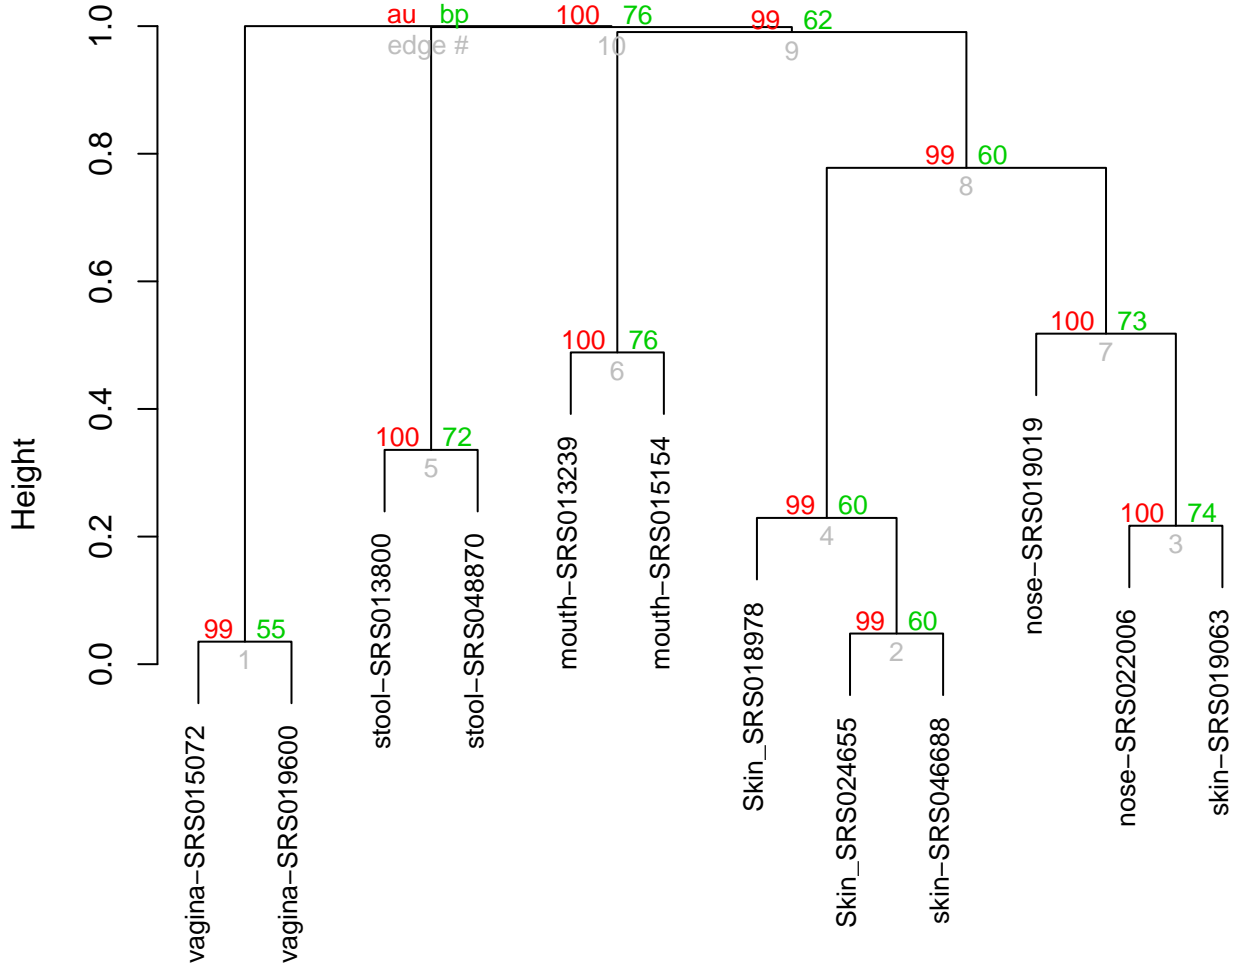 au bp 100 76 99 62
edge # 10 9
1.0
0.8
0.6
0.4
0.2
0.0
Height
99 60
8
100 73
7
100 76
6
100 72
5
99 60
4
100 74
3
99 60
2
99 55
1
vagina−SRS015072
vagina−SRS019600
stool−SRS013800
stool−SRS048870
mouth−SRS013239
mouth−SRS015154
Skin_SRS018978
Skin_SRS024655
skin−SRS046688
nose−SRS019019
nose−SRS022006
skin−SRS019063